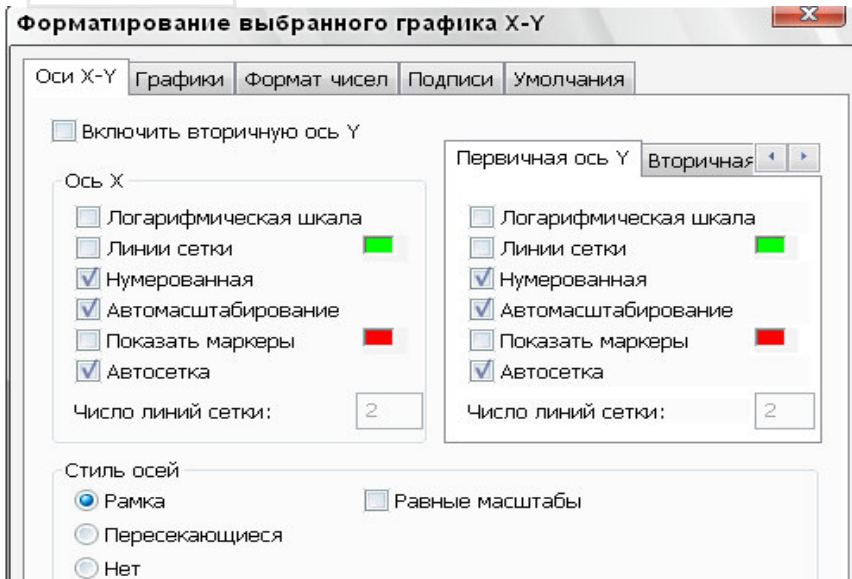 Форматирование выбранного графика X-Y
Оси X-Y Графики Формат чисел Подписи Умолчания
Включить вторичную ось Y
Первичная ось Y Вторичная
Ось X
Логарифмическая шкала
Линии сетки
Нумерованная
Автомасштабирование
Показать маркеры
Автосетка
Число линий сетки: 2
Логарифмическая шкала
Линии сетки
Нумерованная
Автомасштабирование
Показать маркеры
Автосетка
Число линий сетки: 2
Стиль осей
Рамка Равные масштабы
Пересекающиеся
Нет